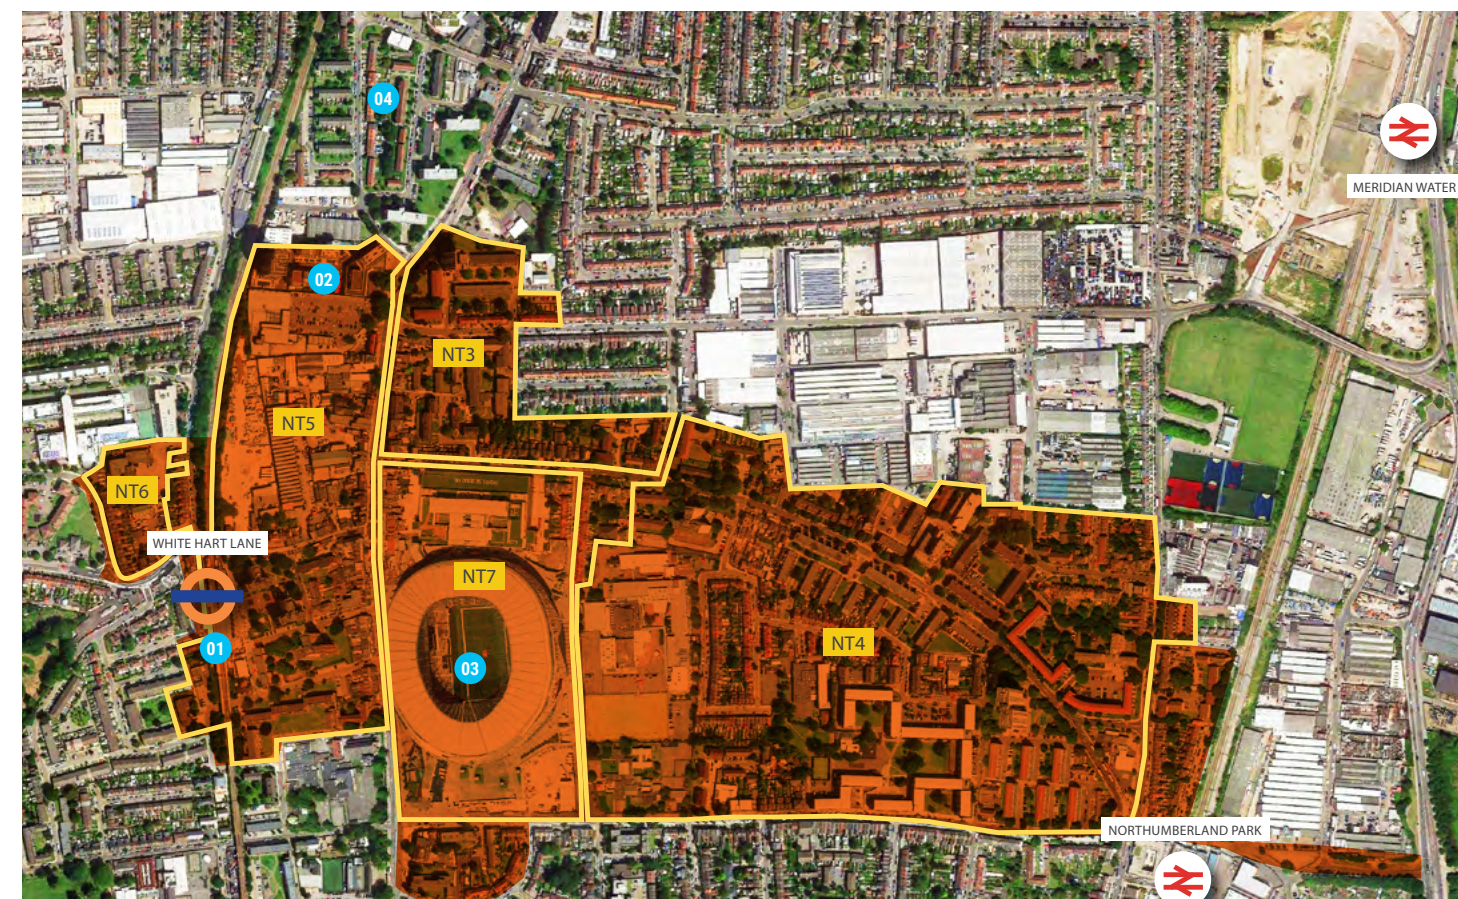 04
MERIDIAN WATER
02
NT3
NT5
NT6
WHITE HART LANE
NT7
01
03
NT4
NORTHUMBERLAND PARK